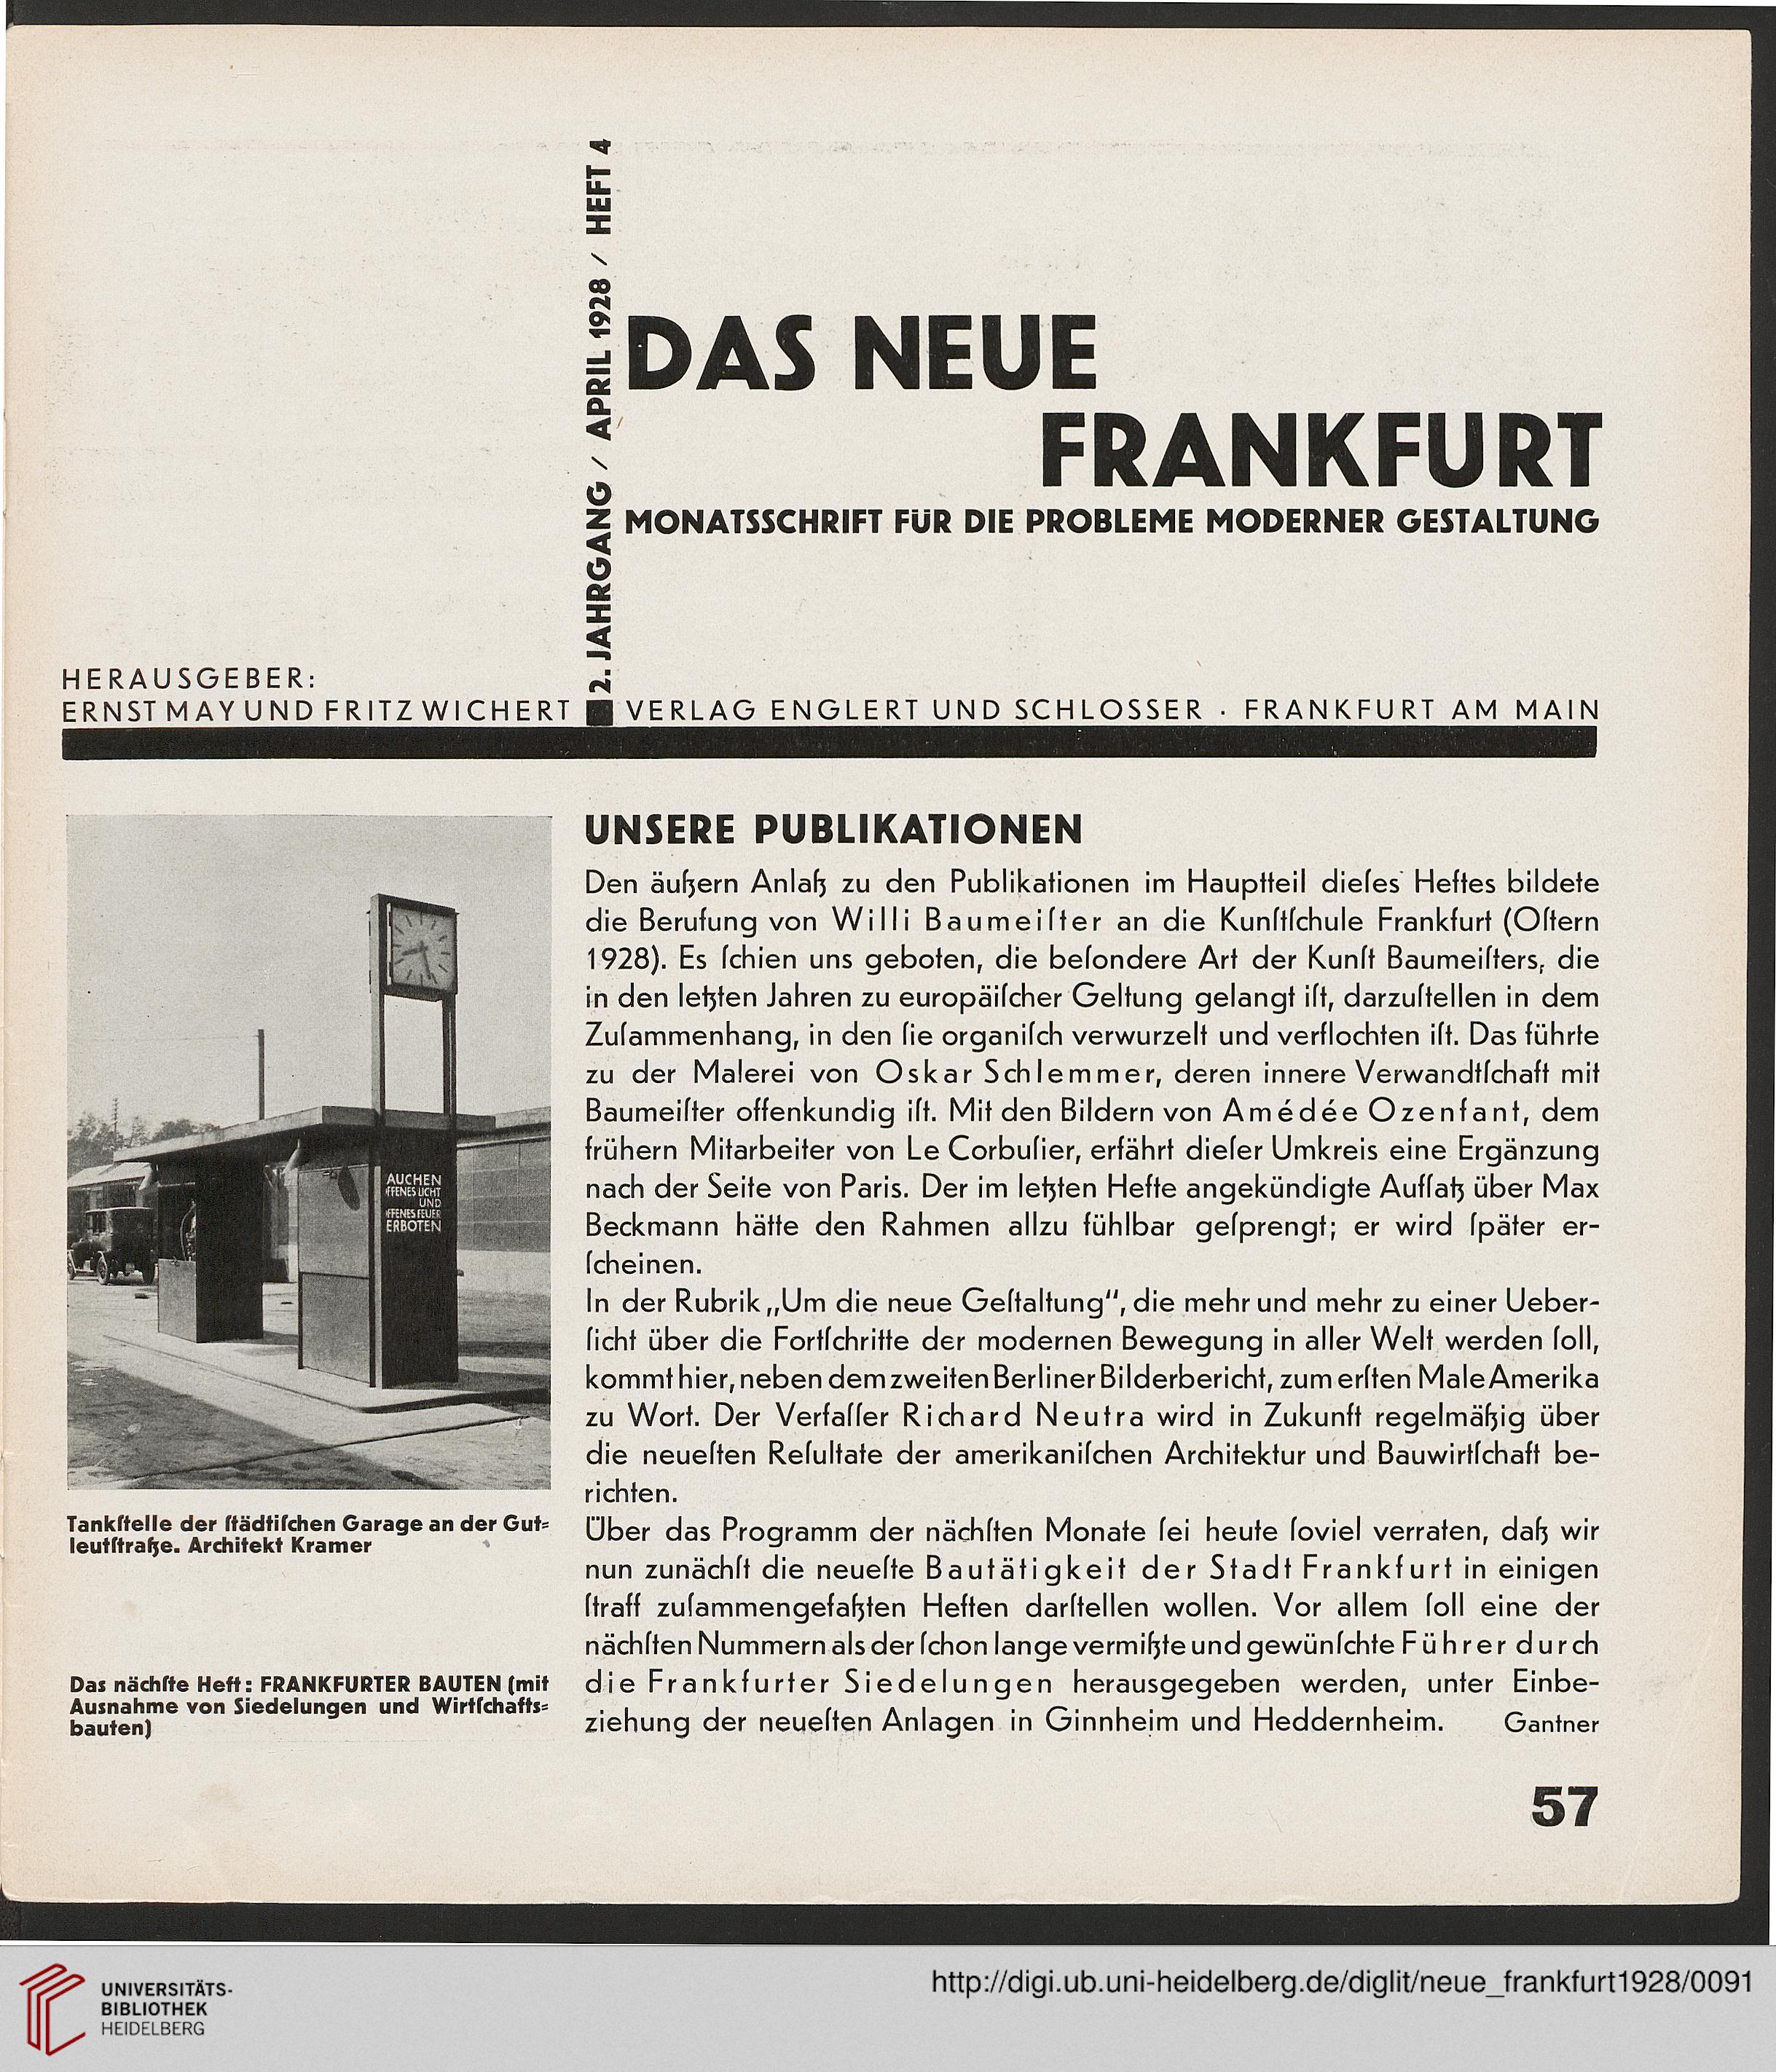 2. JAHRGANG / APRIL 1928 / HEFT 4
DAS NEUE
FRANKFURT
MONATSSCHRIFT FÜR DIE PROBLEME MODERNER GESTALTUNG
HERAUSGEBER:
ERNST MAY UND FRITZ WICHERT
VERLAG ENGLERT UND SCHLOSSER · FRANKFURT AM MAIN
AUCHEN
FFENES LICHT
UND
FFENES FEUER
ERBOTEN
Tankſtelle der ſtädtiſchen Garage an der Gut=
leutſtraße. Architekt Kramer
Das nächſte Heft: FRANKFURTER BAUTEN (mit
Ausnahme von Siedelungen und Wirtſchafts=
bauten)
UNSERE PUBLIKATIONEN
Den äußern Anlaß zu den Publikationen im Hauptteil dieſes Heftes bildete
die Berufung von Willi Baumeiſter an die Kunſtſchule Frankfurt (Oſtern
1928). Es ſchien uns geboten, die beſondere Art der Kunſt Baumeiſters, die
in den letzten Jahren zu europäiſcher Geltung gelangt iſt, darzuſtellen in dem
Zuſammenhang, in den ſie organiſch verwurzelt und verflochten iſt. Das führte
zu der Malerei von Oskar Schlemmer, deren innere Verwandtſchaft mit
Baumeiſter offenkundig iſt. Mit den Bildern von Amédée Ozenfant, dem
frühern Mitarbeiter von Le Corbuſier, erfährt dieſer Umkreis eine Ergänzung
nach der Seite von Paris. Der im letzten Hefte angekündigte Aufſatz über Max
Beckmann hätte den Rahmen allzu fühlbar geſprengt; er wird ſpäter er-
ſcheinen.
In der Rubrik „Um die neue Geſtaltung", die mehr und mehr zu einer Ueber-
ſicht über die Fortſchritte der modernen Bewegung in aller Welt werden ſoll,
kommt hier, neben dem zweiten Berliner Bilderbericht, zum erſten Male Amerika
zu Wort. Der Verfaſſer Richard Neutra wird in Zukunft regelmäßig über
die neueſten Reſultate der amerikaniſchen Architektur und Bauwirtſchaft be-
richten.
Über das Programm der nächſten Monate ſei heute ſoviel verraten, daß wir
nun zunächſt die neueſte Bautätigkeit der Stadt Frankfurt in einigen
ſtraff zuſammengefaßten Heften darſtellen wollen. Vor allem ſoll eine der
nächſten Nummern als der ſchon lange vermißte und gewünſchte Führer durch
die Frankfurter Siedelungen herausgegeben werden, unter Einbe-
ziehung der neueſten Anlagen in Ginnheim und Heddernheim. Gantner
57
UNIVERSITÄTS-
BIBLIOTHEK
HEIDELBERG
http://digi.ub.uni-heidelberg.de/diglit/neue_frankfurt1928/0091